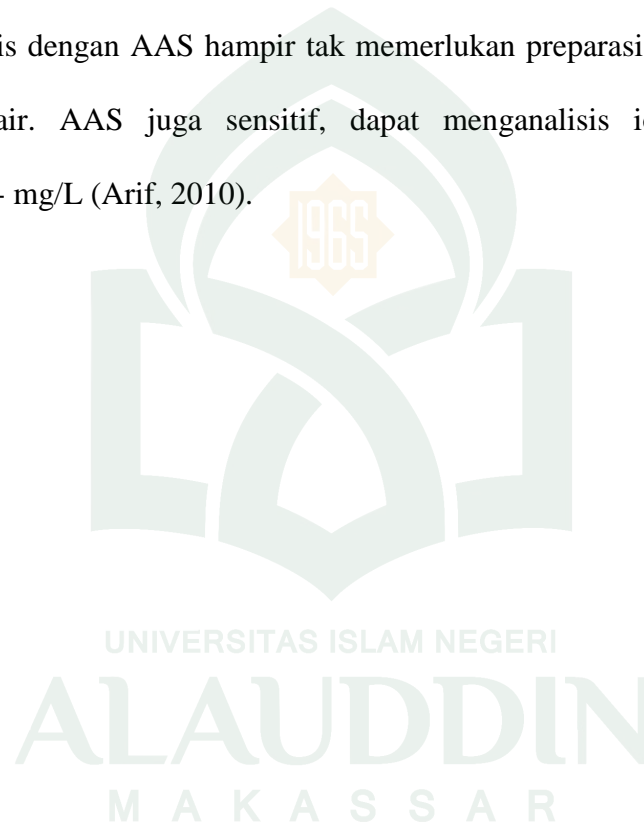 is dengan AAS hampir tak memerlukan preparasi
air. AAS juga sensitif, dapat menganalisis
mg/L (Arif, 2010).
1965
UNIVERSITAS ISLAM NEGERI
ALAUDDIN
MAKASSAR